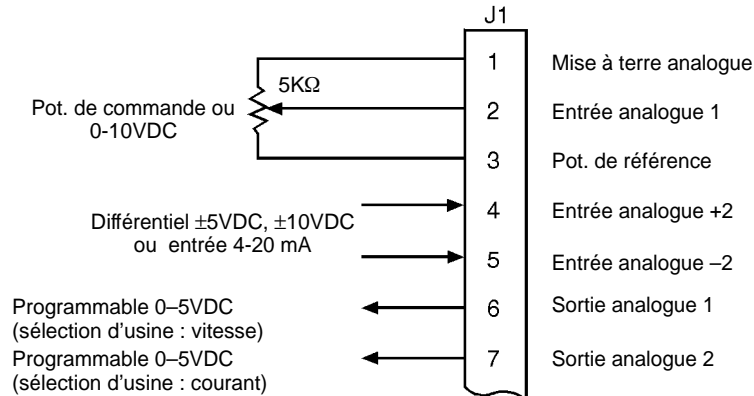 J1
1 Mise à terre analogue
5KΩ
Pot. de commande ou
0-10VDC
2 Entrée analogue 1
3 Pot. de référence
4 Entrée analogue +2
Différentiel ±5VDC, ±10VDC
ou entrée 4-20 mA
5 Entrée analogue –2
Programmable 0–5VDC
(sélection d'usine : vitesse)
6 Sortie analogue 1
Programmable 0–5VDC
(sélection d'usine : courant)
7 Sortie analogue 2